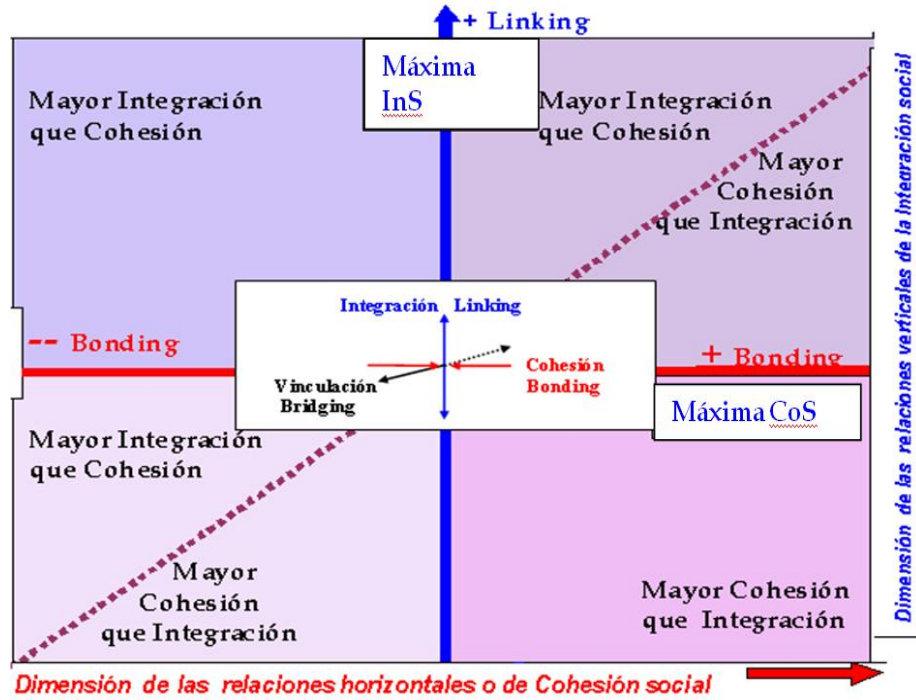 + Linking
Máxima
InS
Mayor Integración
que Cohesión
Mayor Integración
que Cohesión
Mayor
Cohesión
que Integración
Integración Linking
-- Bonding
+ Bonding
Cohesión
Bonding
Vinculación
Bridging
Máxima CoS
Mayor Integración
que Cohesión
Mayor
Cohesión
que Integración
Mayor Cohesión
que Integración
Dimensión de las relaciones horizontales o de Cohesión social
Dimensión de las relaciones verticales de la Integración social